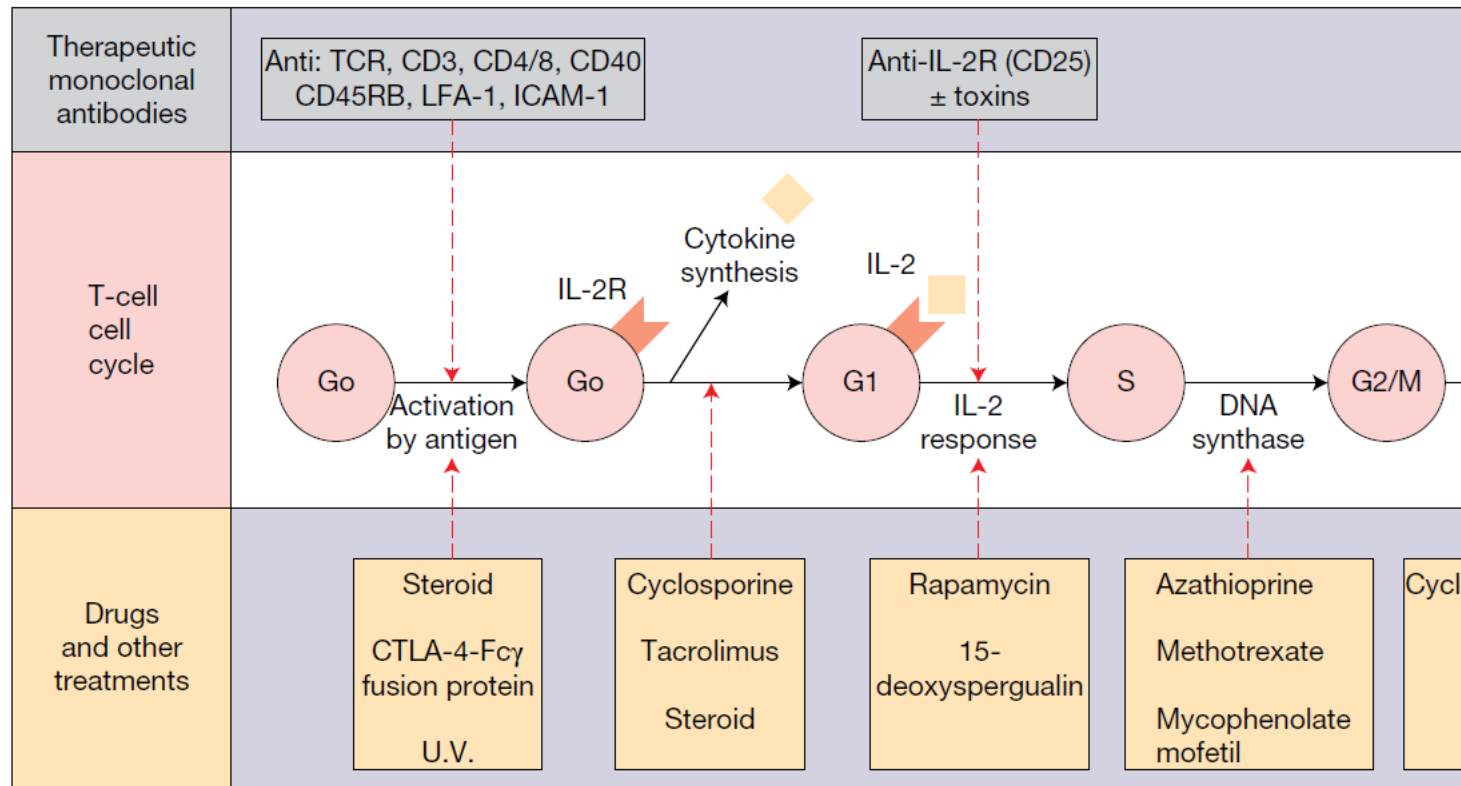 Therapeutic
monoclonal
antibodies
Anti: TCR, CD3, CD4/8, CD40
CD45RB, LFA-1, ICAM-1
Anti-IL-2R (CD25)
± toxins
T-cell
cell
cycle
Go
Activation
by antigen
IL-2R
Go
Cytokine
synthesis
IL-2
G1
IL-2
response
S
DNA
synthase
G2/M
Drugs
and other
treatments
Steroid
CTLA-4-Fcγ
fusion protein
U.V.
Cyclosporine
Tacrolimus
Steroid
Rapamycin
15-
deoxyspergualin
Azathioprine
Methotrexate
Mycophenolate
mofetil